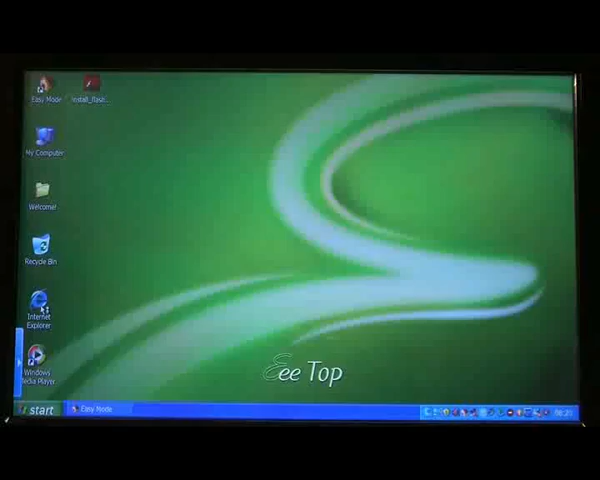 Easy Mode
install_flash...
My Computer
Welcome!
Recycle Bin
Internet
Explorer
Windows
Media Player
Eee Top
start
Easy Mode